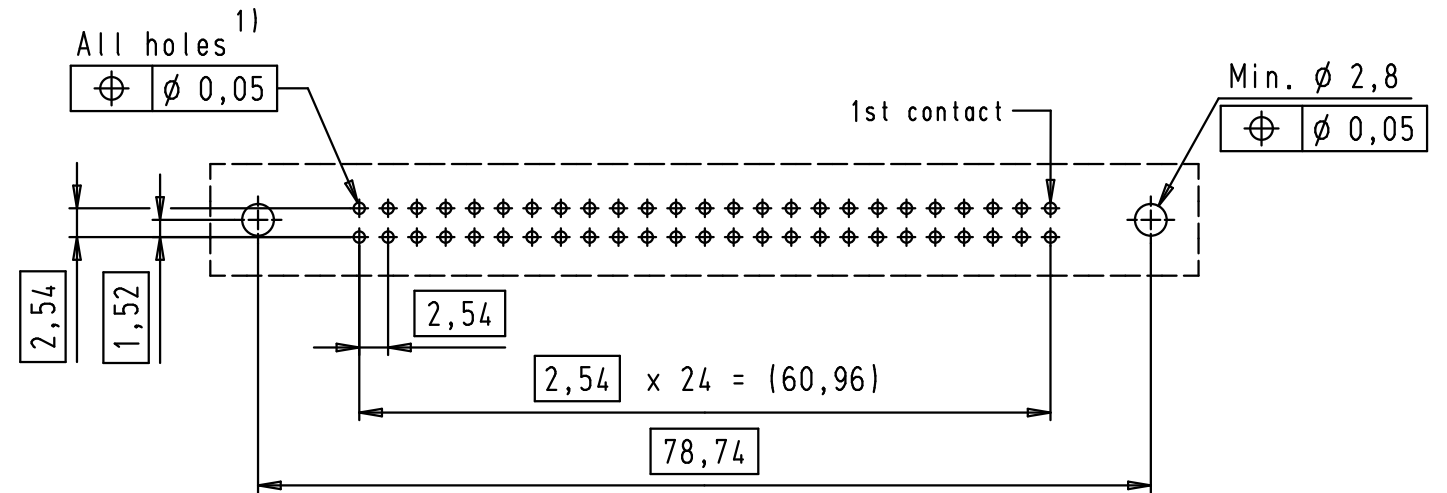 All holes 1)
⌖ ϕ 0,05
1st contact
Min. ϕ 2,8
⌖ ϕ 0,05
2,54
1,52
2,54
2,54 x 24 = (60,96)
78,74